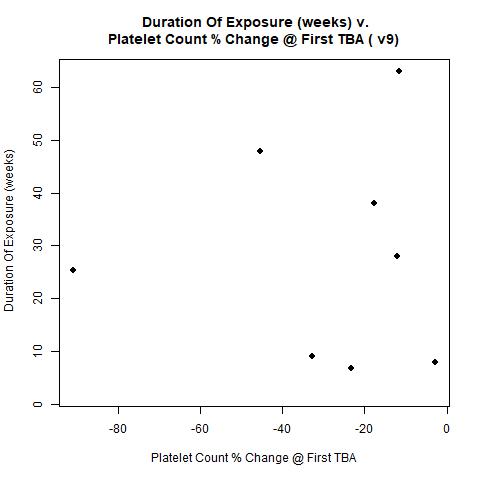 Duration Of Exposure (weeks) v.
Platelet Count % Change @ First TBA ( v9)
Duration Of Exposure (weeks)
60
50
40
30
20
10
0
-80 -60 -40 -20 0
Platelet Count % Change @ First TBA